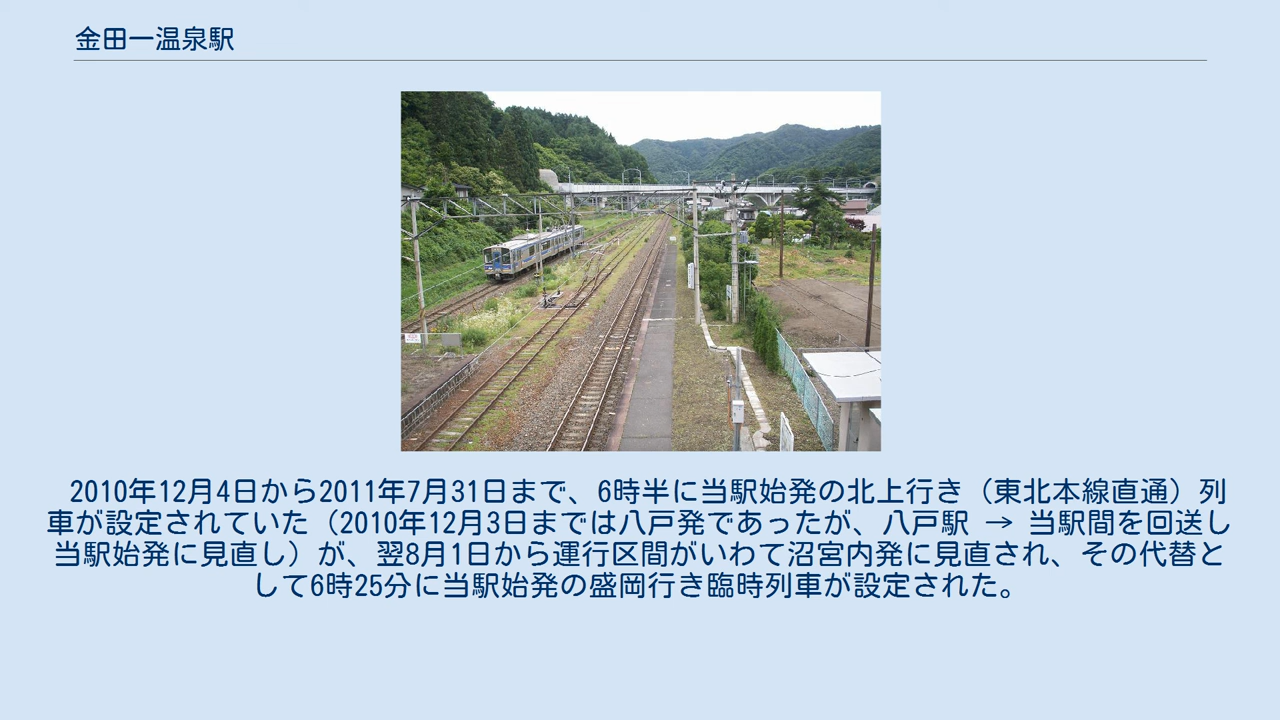 金田一温泉駅
2010年12月4日から2011年7月31日まで、6時半に当駅始発の北上行き（東北本線直通）列
車が設定されていた（2010年12月3日までは八戸発であったが、八戸駅 → 当駅間を回送し
当駅始発に見直し）が、翌8月1日から運行区間がいわて沼宮内発に見直され、その代替と
して6時25分に当駅始発の盛岡行き臨時列車が設定された。